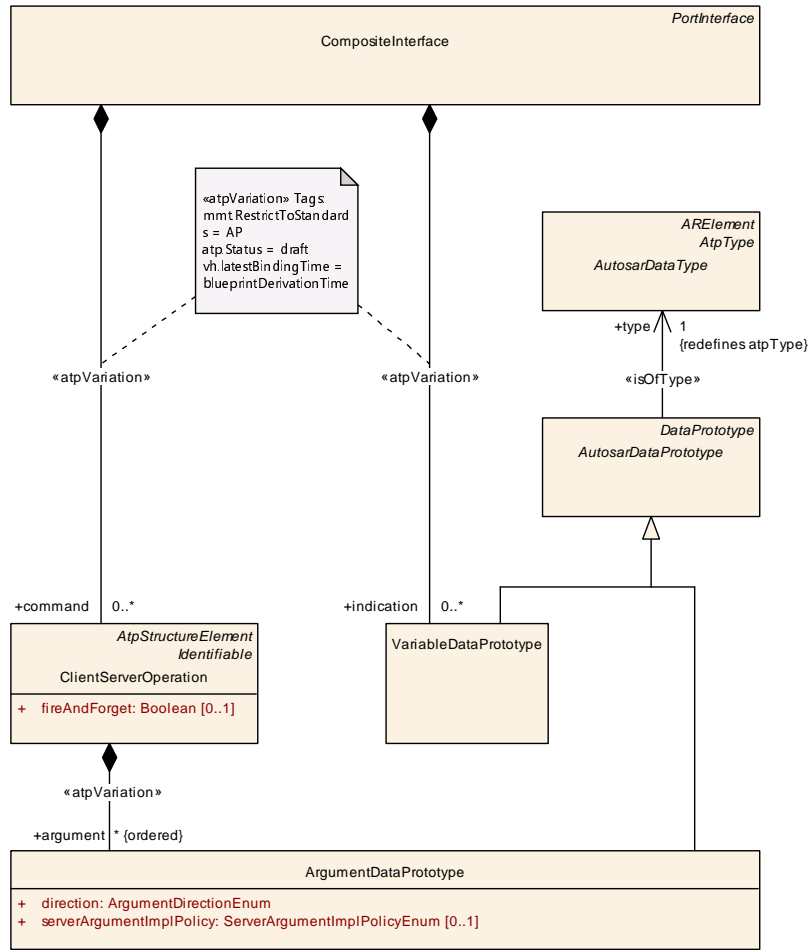 PortInterface
CompositeInterface
«atpVariation» Tags:
mmt.RestrictToStandard
s = AP
atp.Status = draft
vh.latestBindingTime =
blueprintDerivationTime
ARElement
AtpType
AutosarDataType
+type 1
{redefines atpType}
«atpVariation» «atpVariation» «isOfType»
DataPrototype
AutosarDataPrototype
+command 0..* +indication 0..*
AtpStructureElement
Identifiable
ClientServerOperation
+ fireAndForget: Boolean [0..1]
VariableDataPrototype
«atpVariation»
+argument * {ordered}
ArgumentDataPrototype
+ direction: ArgumentDirectionEnum
+ serverArgumentImplPolicy: ServerArgumentImplPolicyEnum [0..1]